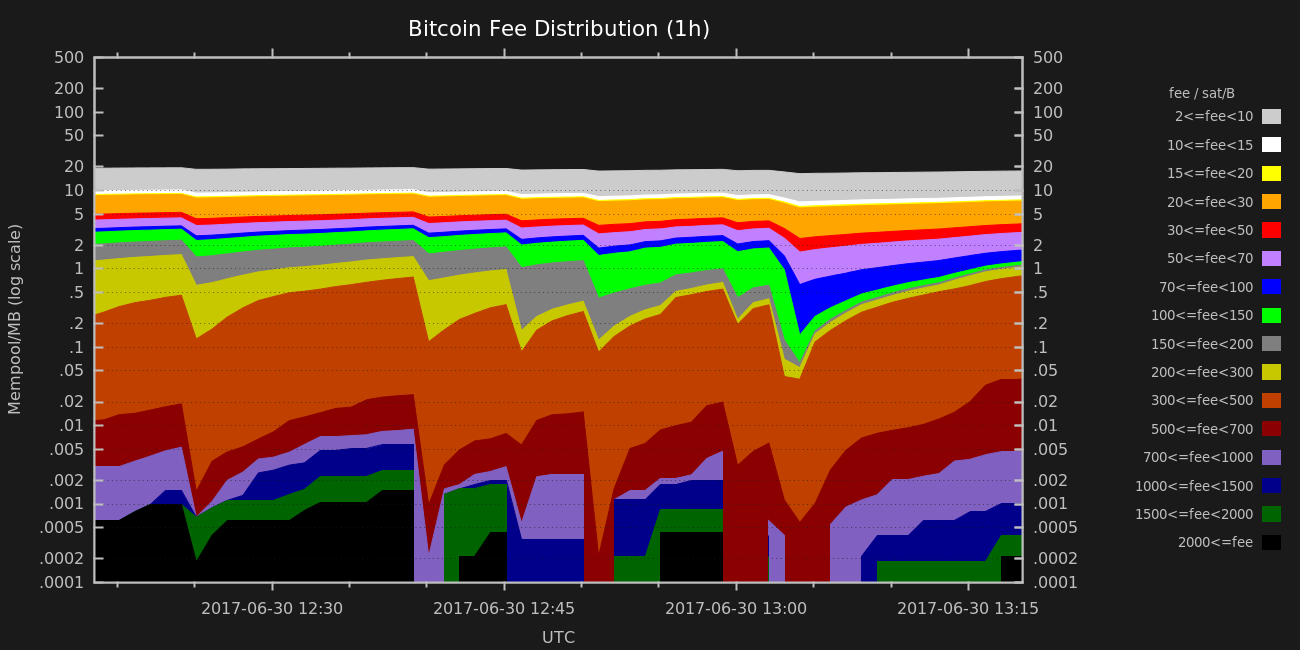 Bitcoin Fee Distribution (1h)
500
200
100
50
20
10
5
2
1
.5
.2
.1
.05
.02
.01
.005
.002
.001
.0005
.0002
.0001
Mempool/MB (log scale)
500
200
100
50
20
10
5
2
1
.5
.2
.1
.05
.02
.01
.005
.002
.001
.0005
.0002
.0001
2017-06-30 12:30 2017-06-30 12:45 2017-06-30 13:00 2017-06-30 13:15
UTC
fee / sat/B
2<=fee<10
10<=fee<15
15<=fee<20
20<=fee<30
30<=fee<50
50<=fee<70
70<=fee<100
100<=fee<150
150<=fee<200
200<=fee<300
300<=fee<500
500<=fee<700
700<=fee<1000
1000<=fee<1500
1500<=fee<2000
2000<=fee